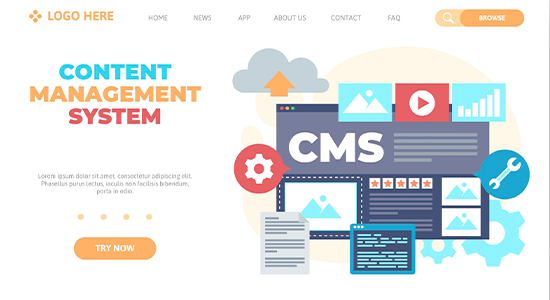 LOGO HERE
HOME
NEWS
APP
ABOUT US
CONTACT
FAQ
BROWSE
CONTENT
MANAGEMENT
SYSTEM
Lorem ipsum dolor sit amet, consectetur adipiscing elit.
Phasellus purus lectus, iaculis non facilisis bibendum,
porta in odio.
TRY NOW
CMS